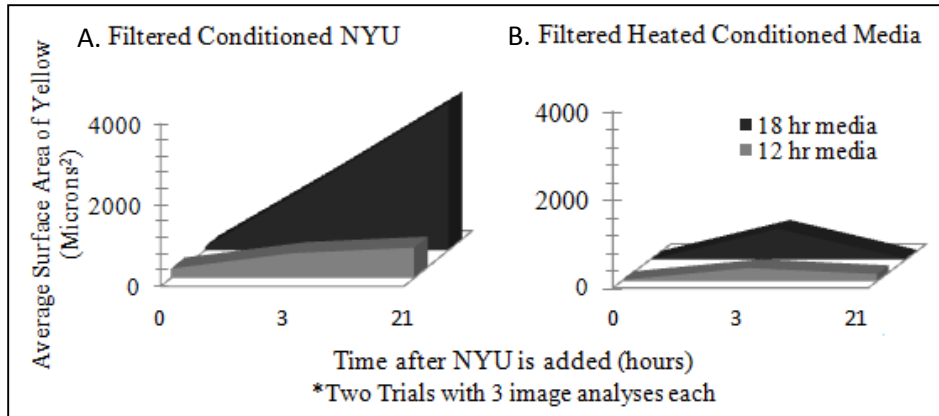 A. Filtered Conditioned NYU
B. Filtered Heated Conditioned Media
Average Surface Area of Yellow
(Microns²)
4000
2000
0
0 3 21
4000
2000
0
0 3 21
18 hr media
12 hr media
Time after NYU is added (hours)
*Two Trials with 3 image analyses each